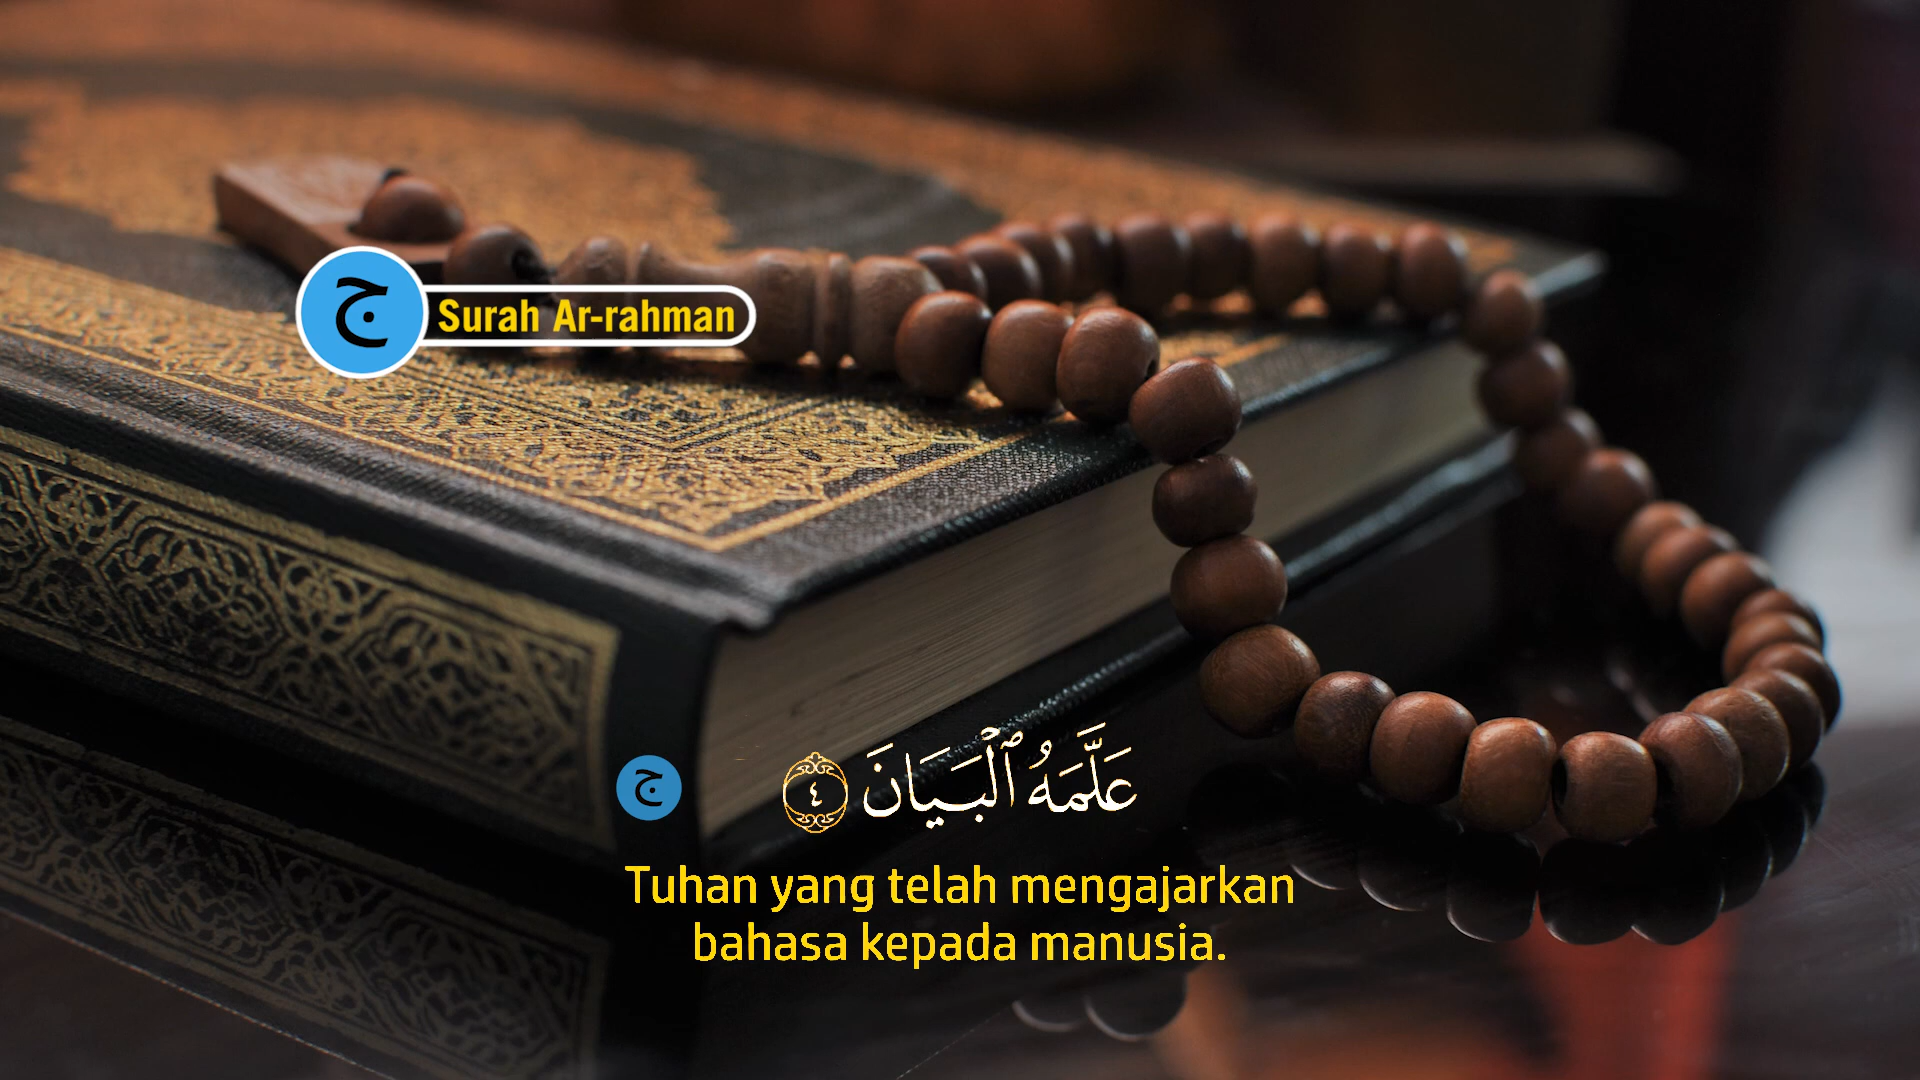 ج
Surah Ar-rahman
ج
عَلَّمَهُ ٱلْبَيَانَ ٤
Tuhan yang telah mengajarkan
bahasa kepada manusia.